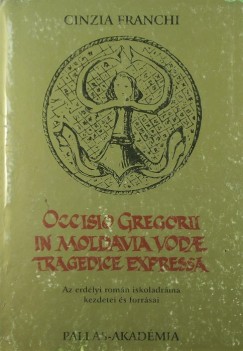 CINZIA FRANCHI
OCCISIO GREGORII
IN MOLDAVIA VODÆ
TRAGEDICE EXPRESSA
Az erdélyi román iskoladráma
kezdetei és forrásai
PALLAS-AKADÉMIA